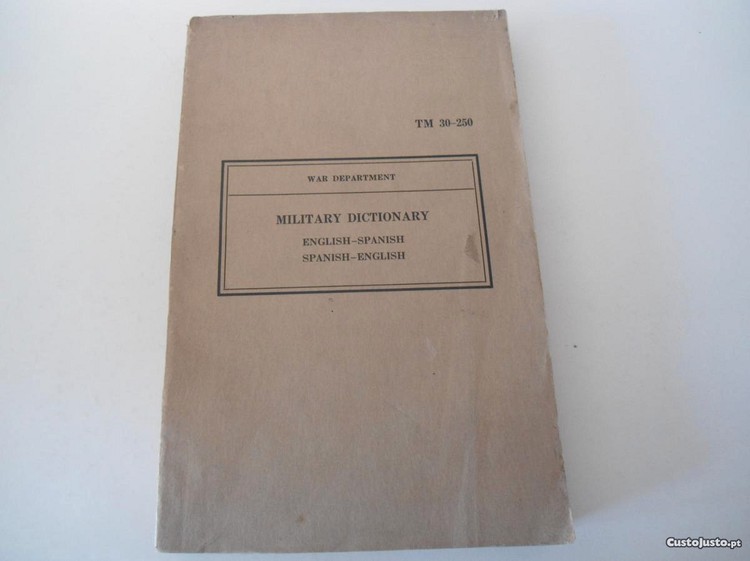 TM 30-250
WAR DEPARTMENT
MILITARY DICTIONARY
ENGLISH-SPANISH
SPANISH-ENGLISH
CustoJusto.pt